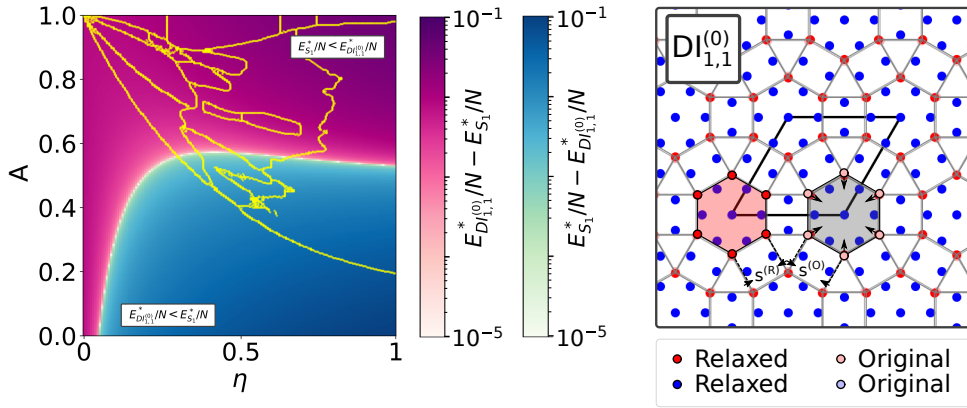 1.0
0.8
0.6
0.4
0.2
0.0
A
0
0.5
1
η
E*_{S_1}/N < E*_{DI^{(0)}_{1,1}}/N
E*_{DI^{(0)}_{1,1}}/N < E*_{S_1}/N
10^{-1}
10^{-5}
E*_{DI^{(0)}_{1,1}}/N − E*_{S_1}/N
10^{-1}
10^{-5}
E*_{S_1}/N − E*_{DI^{(0)}_{1,1}}/N
DI^{(0)}_{1,1}
s^{(R)} s^{(O)}
Relaxed Original
Relaxed Original